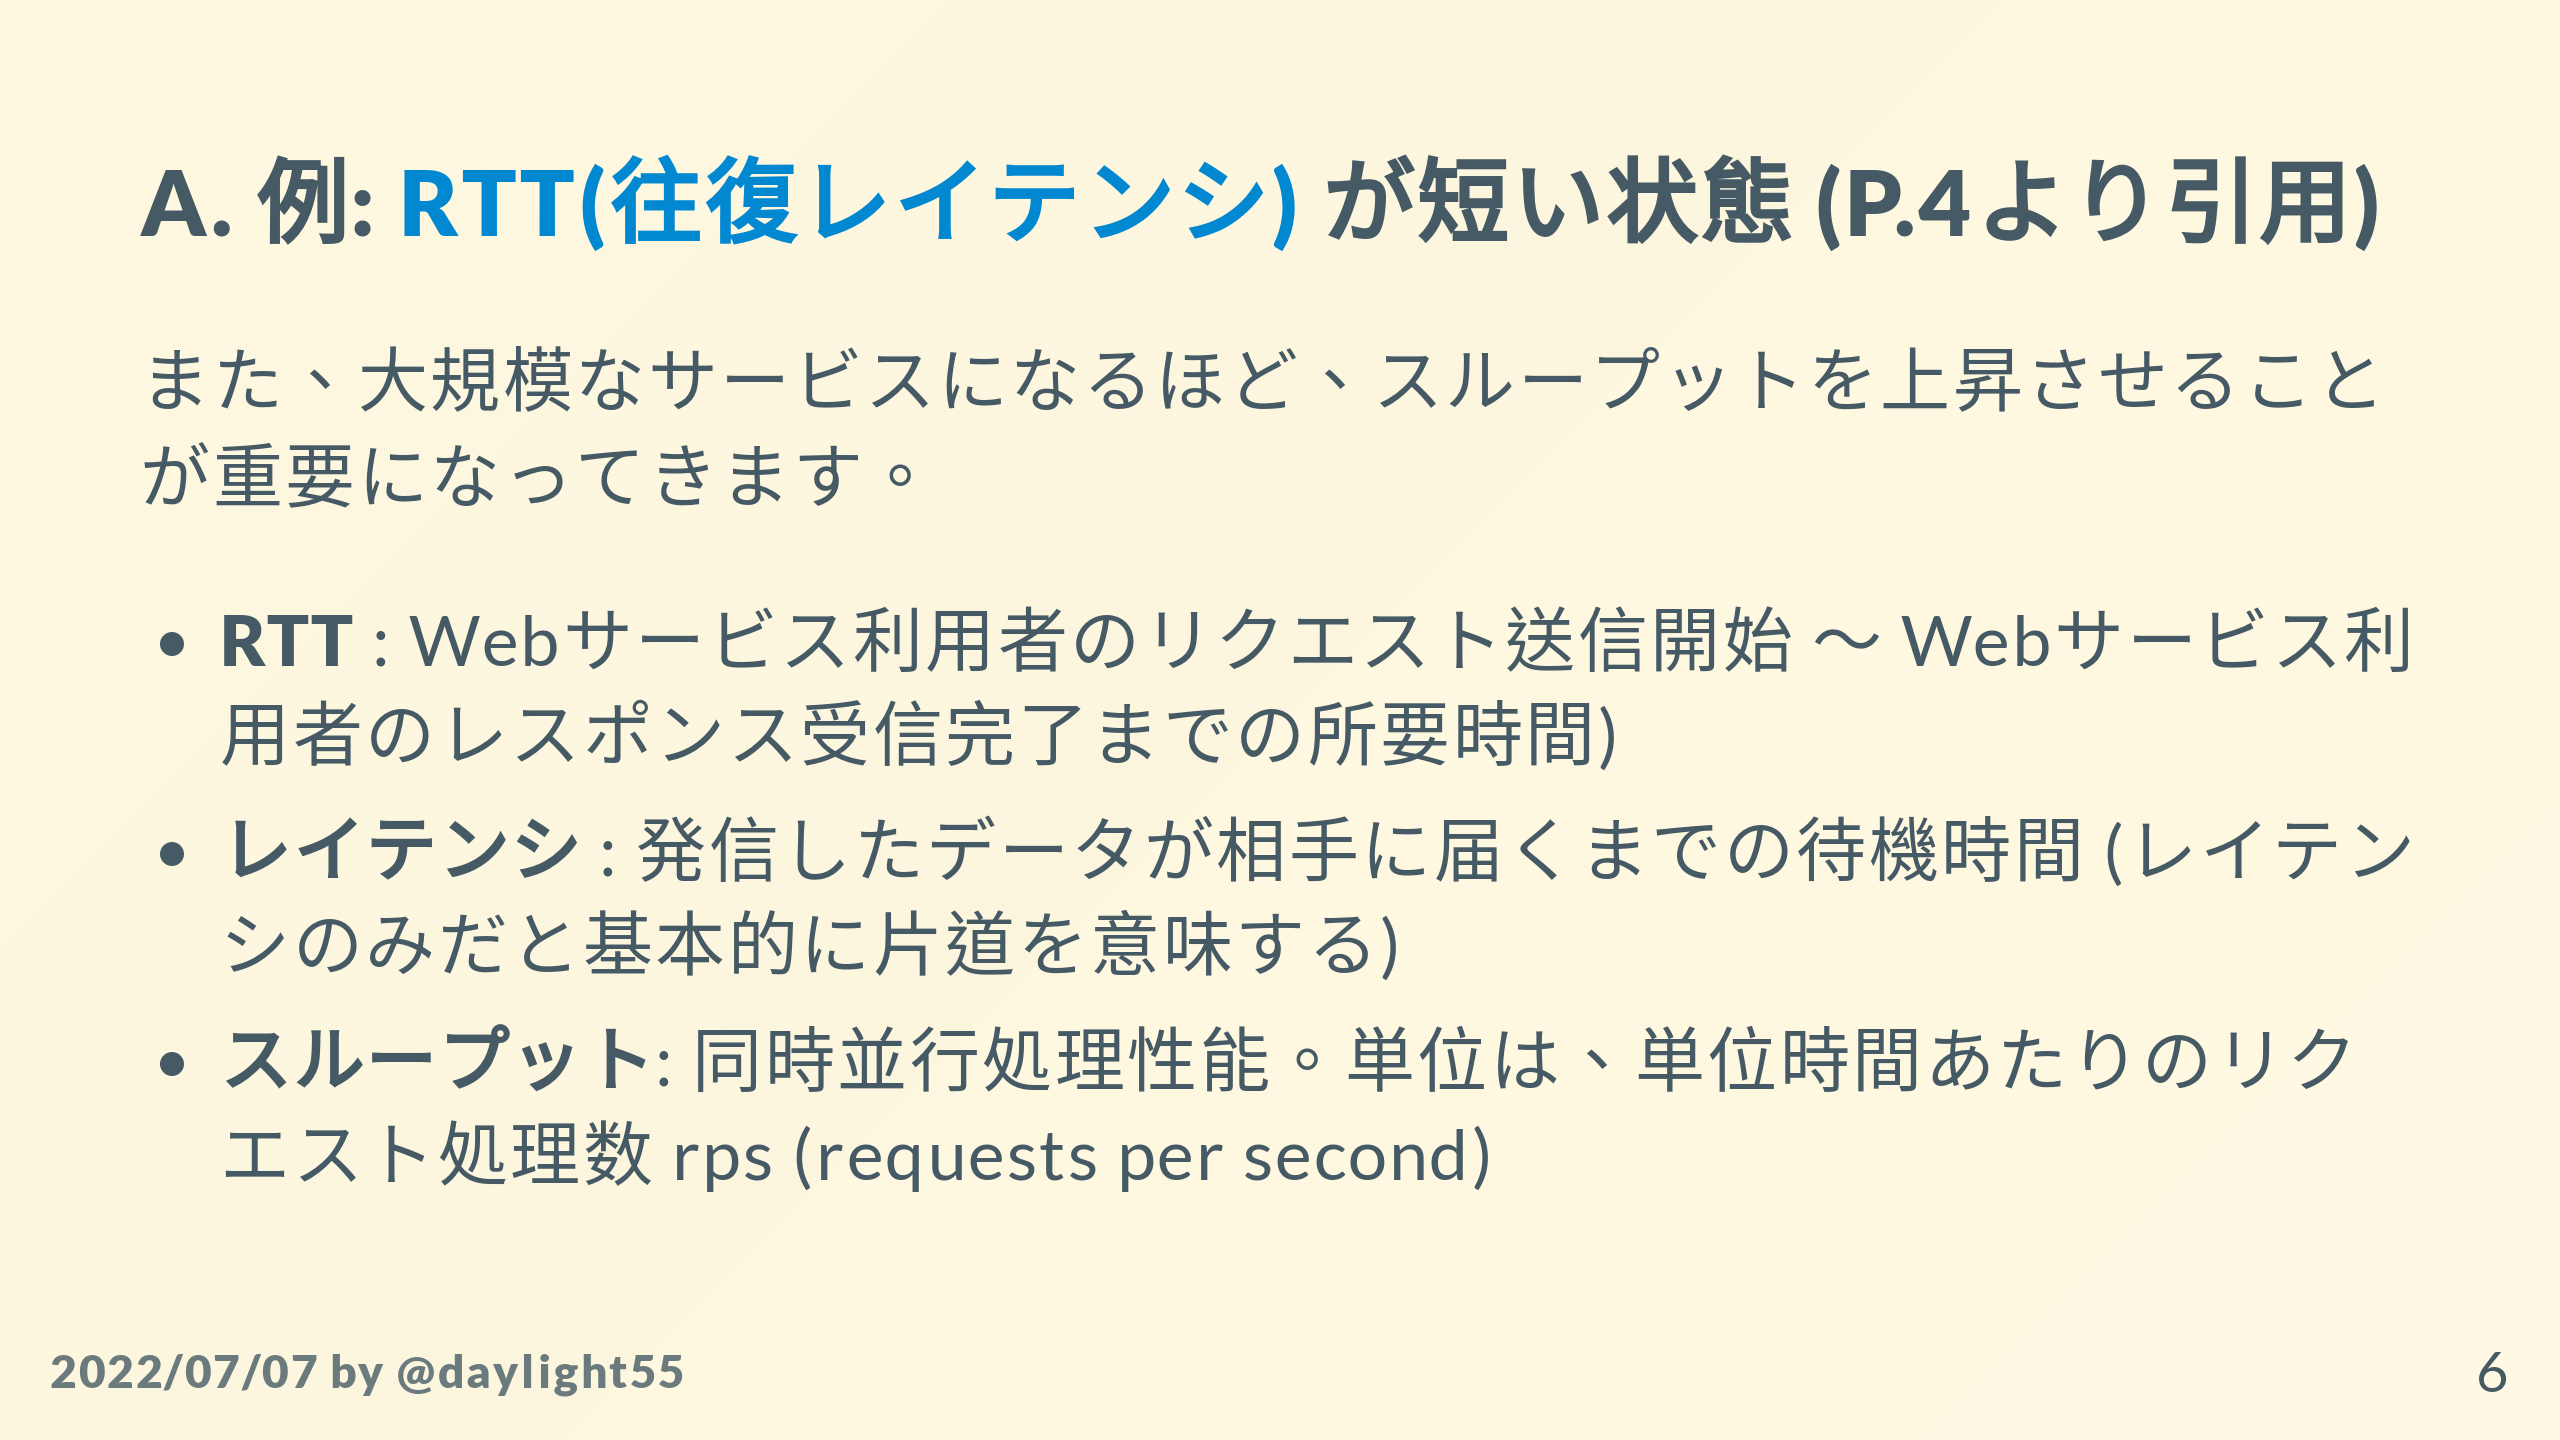 A. 例: RTT(往復レイテンシ) が短い状態 (P.4より引用)
また、大規模なサービスになるほど、スループットを上昇させること
が重要になってきます。
• RTT : Webサービス利用者のリクエスト送信開始 〜 Webサービス利
用者のレスポンス受信完了までの所要時間)
• レイテンシ : 発信したデータが相手に届くまでの待機時間 (レイテン
シのみだと基本的に片道を意味する)
• スループット: 同時並行処理性能。単位は、単位時間あたりのリク
エスト処理数 rps (requests per second)
2022/07/07 by @daylight55
6